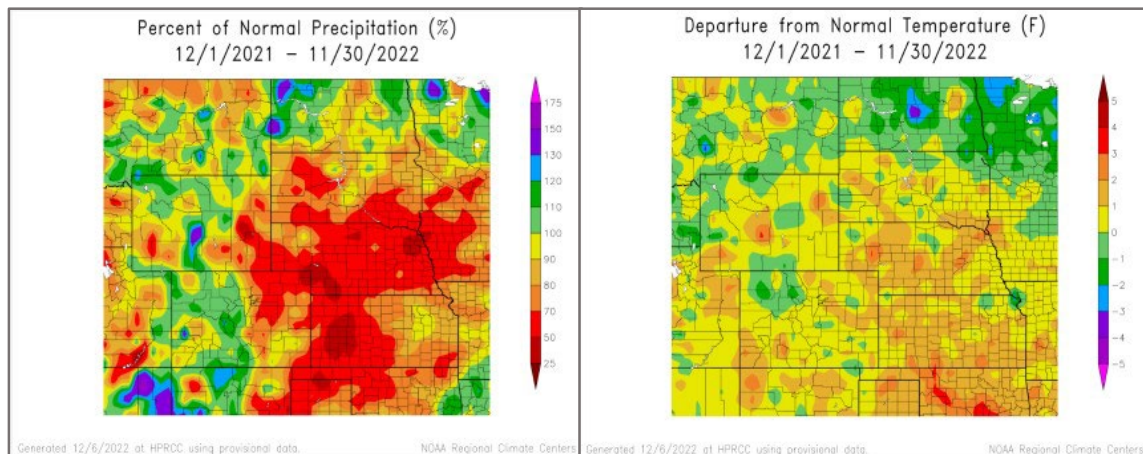 Percent of Normal Precipitation (%)
12/1/2021 – 11/30/2022
175
150
130
120
110
100
90
70
50
25
Generated 12/6/2022 at HPRCC using provisional data.
NOAA Regional Climate Centers
Departure from Normal Temperature (F)
12/1/2021 – 11/30/2022
5
4
3
2
1
0
-1
-2
-3
-4
-5
Generated 12/6/2022 at HPRCC using provisional data.
NOAA Regional Climate Centers